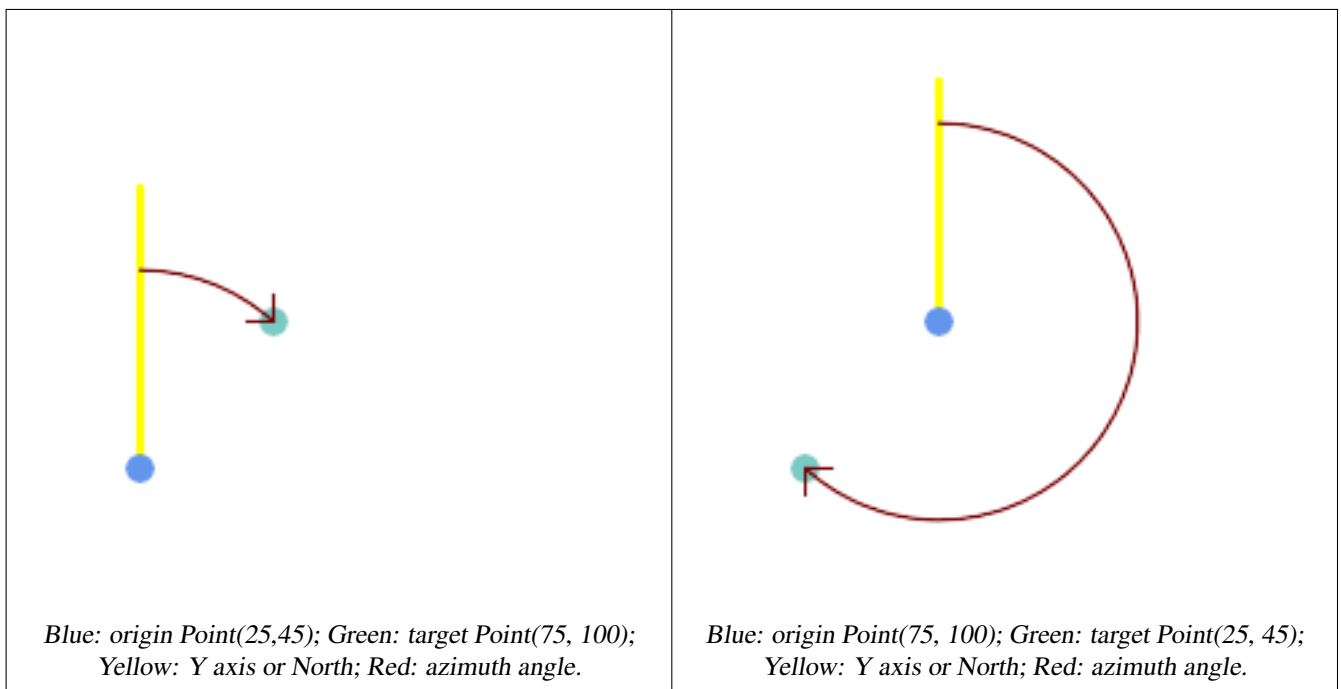 Blue: origin Point(25,45); Green: target Point(75, 100);
Yellow: Y axis or North; Red: azimuth angle.
Blue: origin Point(75, 100); Green: target Point(25, 45);
Yellow: Y axis or North; Red: azimuth angle.